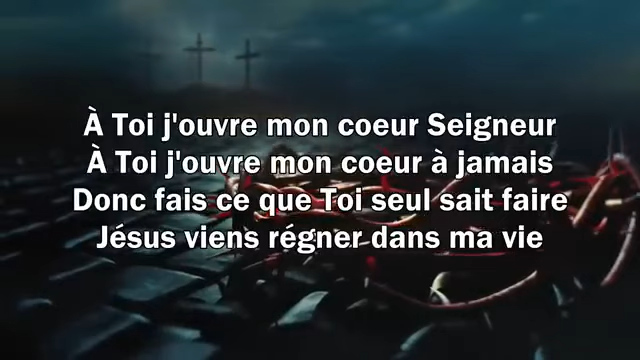 À Toi j'ouvre mon coeur Seigneur
À Toi j'ouvre mon coeur à jamais
Donc fais ce que Toi seul sait faire
Jésus viens régner dans ma vie